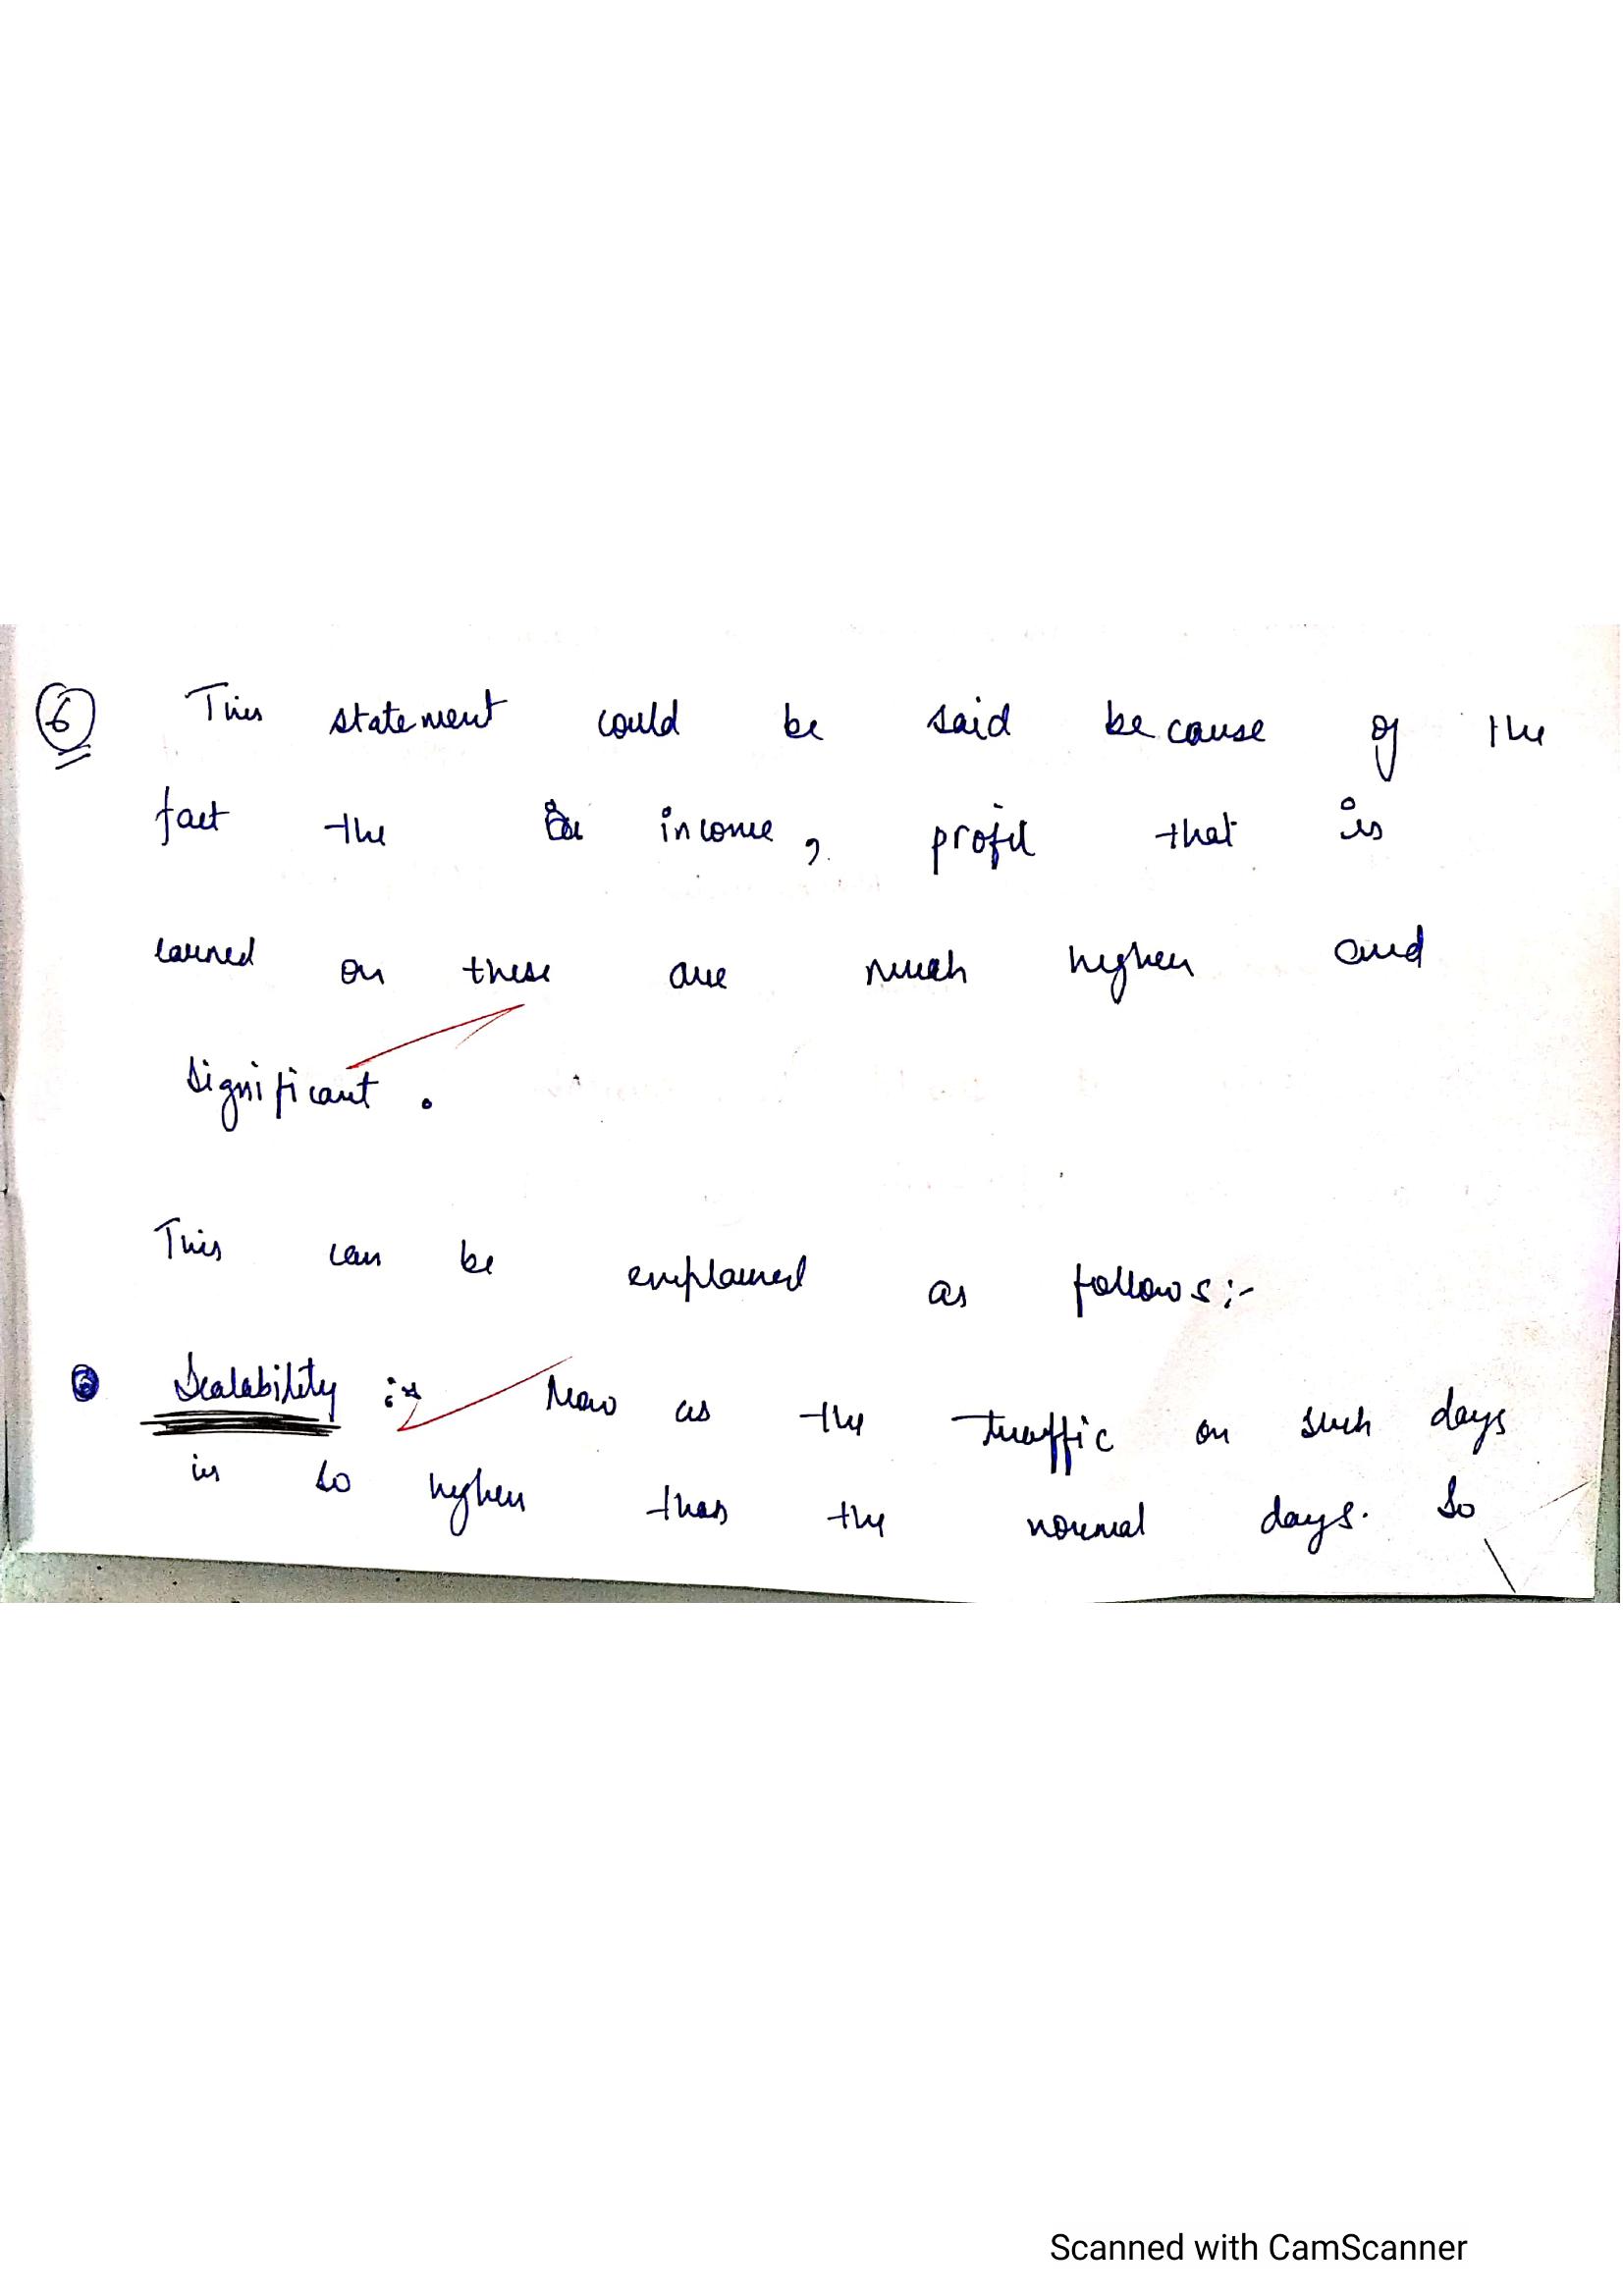 6 This statement could be said because of the
fact the income, profit that is
earned on these are much higher and
significant.
This can be explained as follows:-
Scalability :- Now as the traffic on such days
is so higher than the normal days. So
Scanned with CamScanner